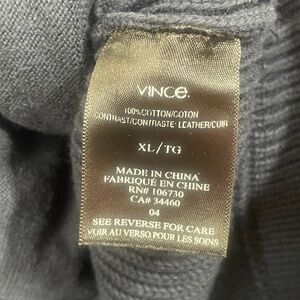 VINCE.
100% COTTON/COTON
CONTRAST/CONTRASTE: LEATHER/CUIR
XL/TG
MADE IN CHINA
FABRIQUÉ EN CHINE
RN# 106730
CA# 34460
04
SEE REVERSE FOR CARE
VOIR AU VERSO POUR LES SOINS